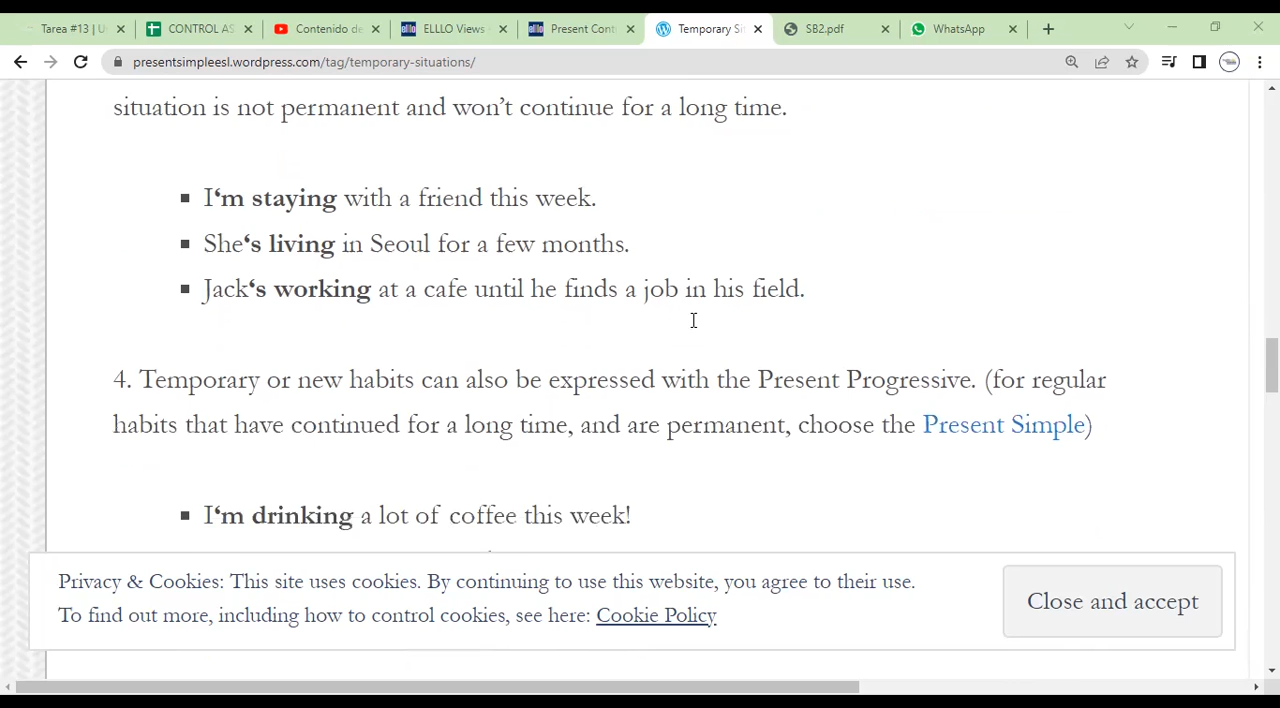 Tarea #13 | U
CONTROL AS
Contenido de
ELLLO Views
Present Cont
Temporary Si
SB2.pdf
WhatsApp
presentsimpleesl.wordpress.com/tag/temporary-situations/
situation is not permanent and won’t continue for a long time.
I‘m staying with a friend this week.
She‘s living in Seoul for a few months.
Jack‘s working at a cafe until he finds a job in his field.
4. Temporary or new habits can also be expressed with the Present Progressive. (for regular
habits that have continued for a long time, and are permanent, choose the Present Simple)
I‘m drinking a lot of coffee this week!
Privacy & Cookies: This site uses cookies. By continuing to use this website, you agree to their use.
To find out more, including how to control cookies, see here: Cookie Policy
Close and accept